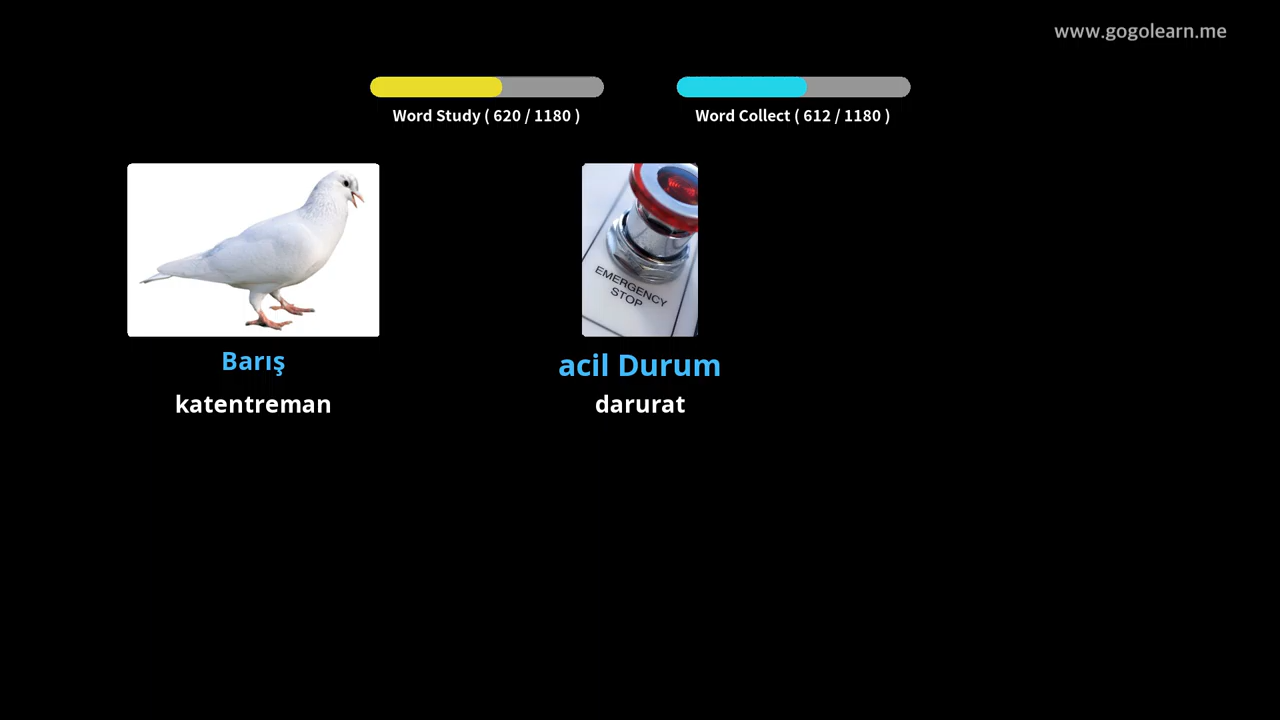 www.gogolearn.me
Word Study ( 620 / 1180 )
Word Collect ( 612 / 1180 )
EMERGENCY
STOP
Barış
katentreman
acil Durum
darurat